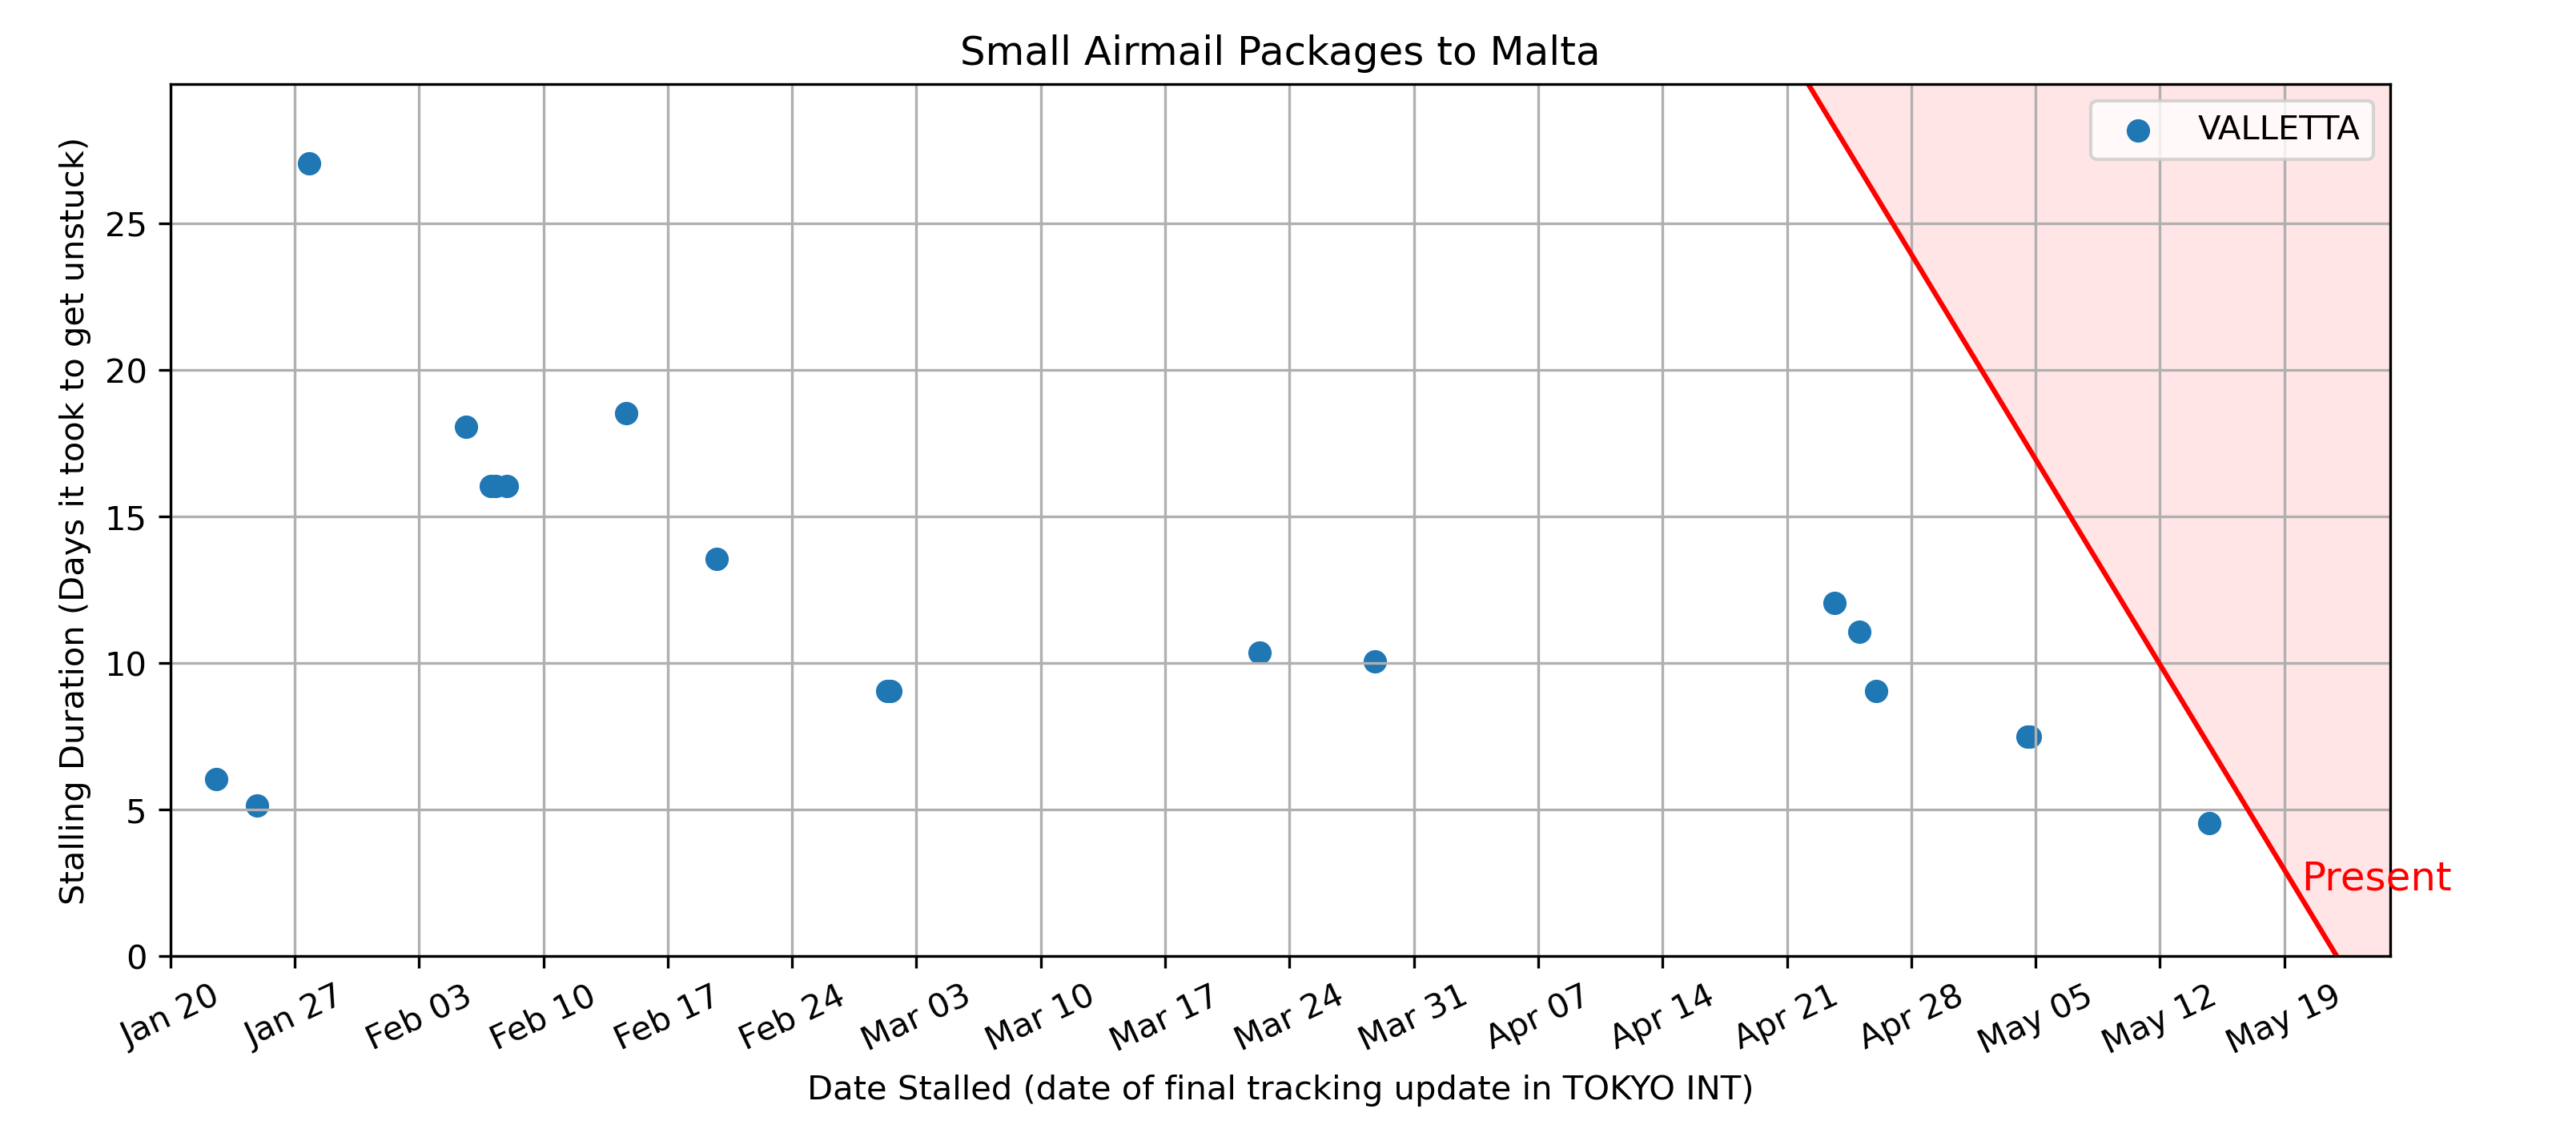 Small Airmail Packages to Malta
VALLETTA
Stalling Duration (Days it took to get unstuck)
25
20
15
10
5
0
Present
Jan 20
Jan 27
Feb 03
Feb 10
Feb 17
Feb 24
Mar 03
Mar 10
Mar 17
Mar 24
Mar 31
Apr 07
Apr 14
Apr 21
Apr 28
May 05
May 12
May 19
Date Stalled (date of final tracking update in TOKYO INT)